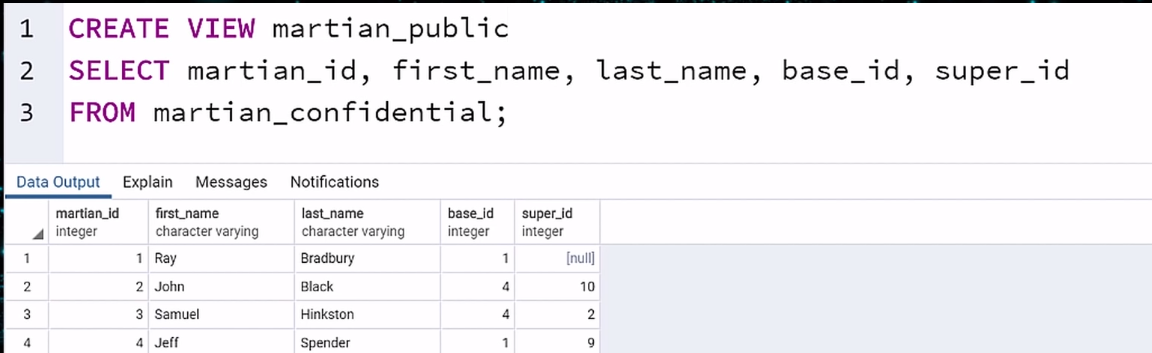 1 CREATE VIEW martian_public
2 SELECT martian_id, first_name, last_name, base_id, super_id
3 FROM martian_confidential;
Data Output Explain Messages Notifications
martian_id first_name last_name base_id super_id
integer character varying character varying integer integer
1 1 Ray Bradbury 1 [null]
2 2 John Black 4 10
3 3 Samuel Hinkston 4 2
4 4 Jeff Spender 1 9